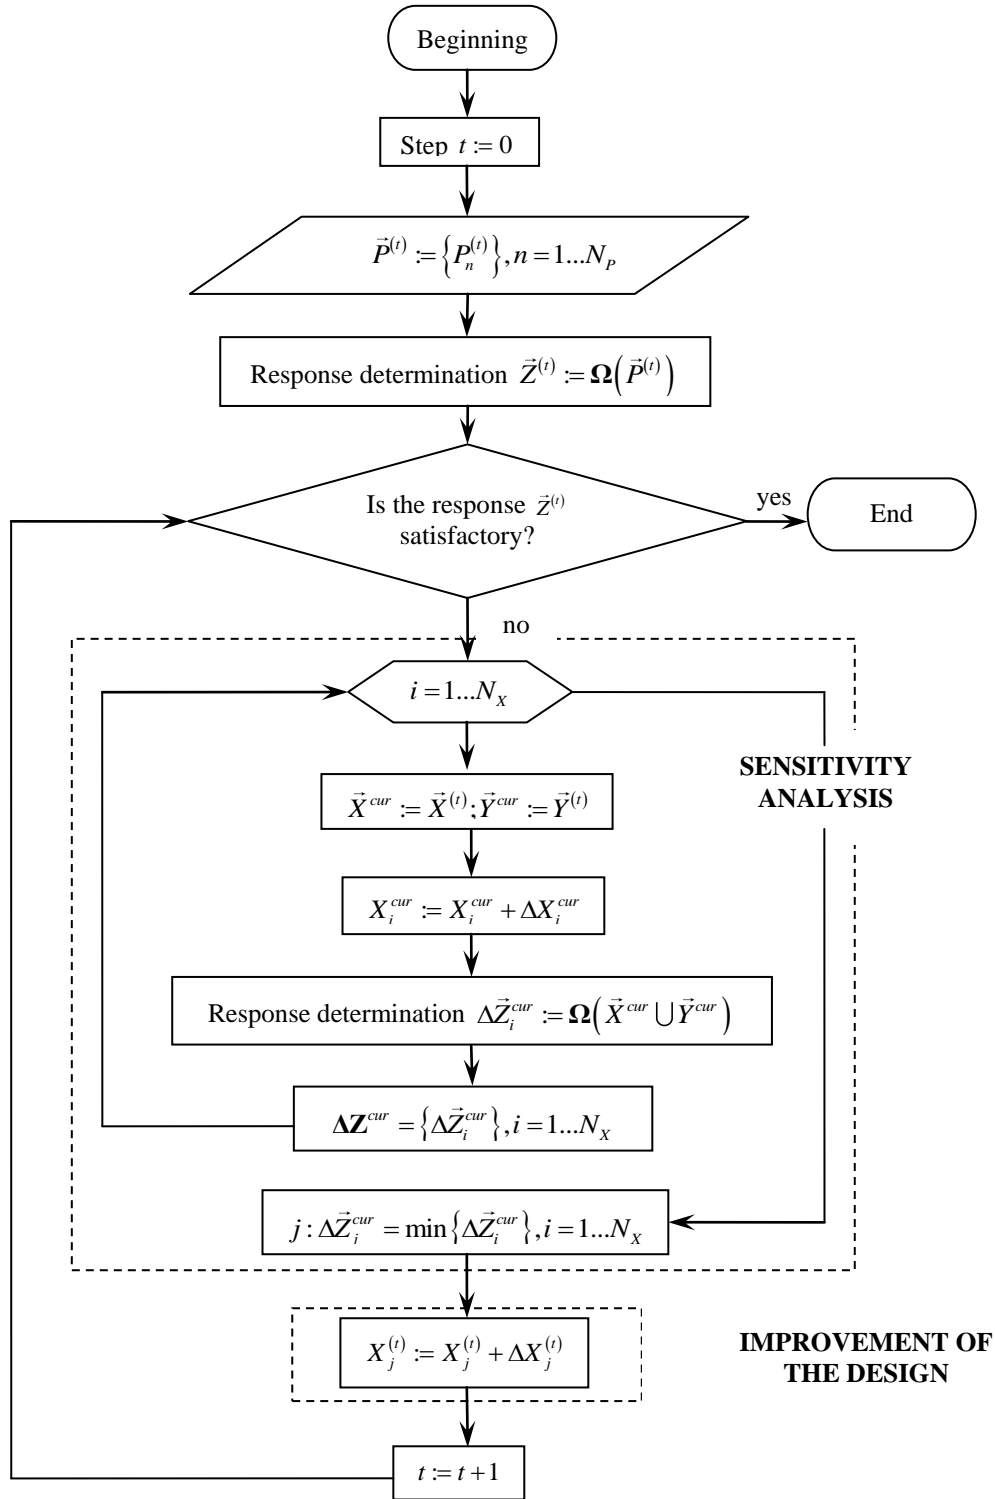 Beginning
Step t := 0
P⃗^(t) := {P_n^(t)}, n = 1...N_P
Response determination Z⃗^(t) := Ω(P⃗^(t))
Is the response Z⃗^(t)
satisfactory?
yes
End
no
i = 1...N_X
SENSITIVITY
ANALYSIS
X⃗^cur := X⃗^(t); Y⃗^cur := Y⃗^(t)
X_i^cur := X_i^cur + ΔX_i^cur
Response determination ΔZ⃗_i^cur := Ω(X⃗^cur ∪ Y⃗^cur)
ΔZ^cur = {ΔZ⃗_i^cur}, i = 1...N_X
j : ΔZ⃗_i^cur = min{ΔZ⃗_i^cur}, i = 1...N_X
X_j^(t) := X_j^(t) + ΔX_j^(t)
IMPROVEMENT OF
THE DESIGN
t := t + 1